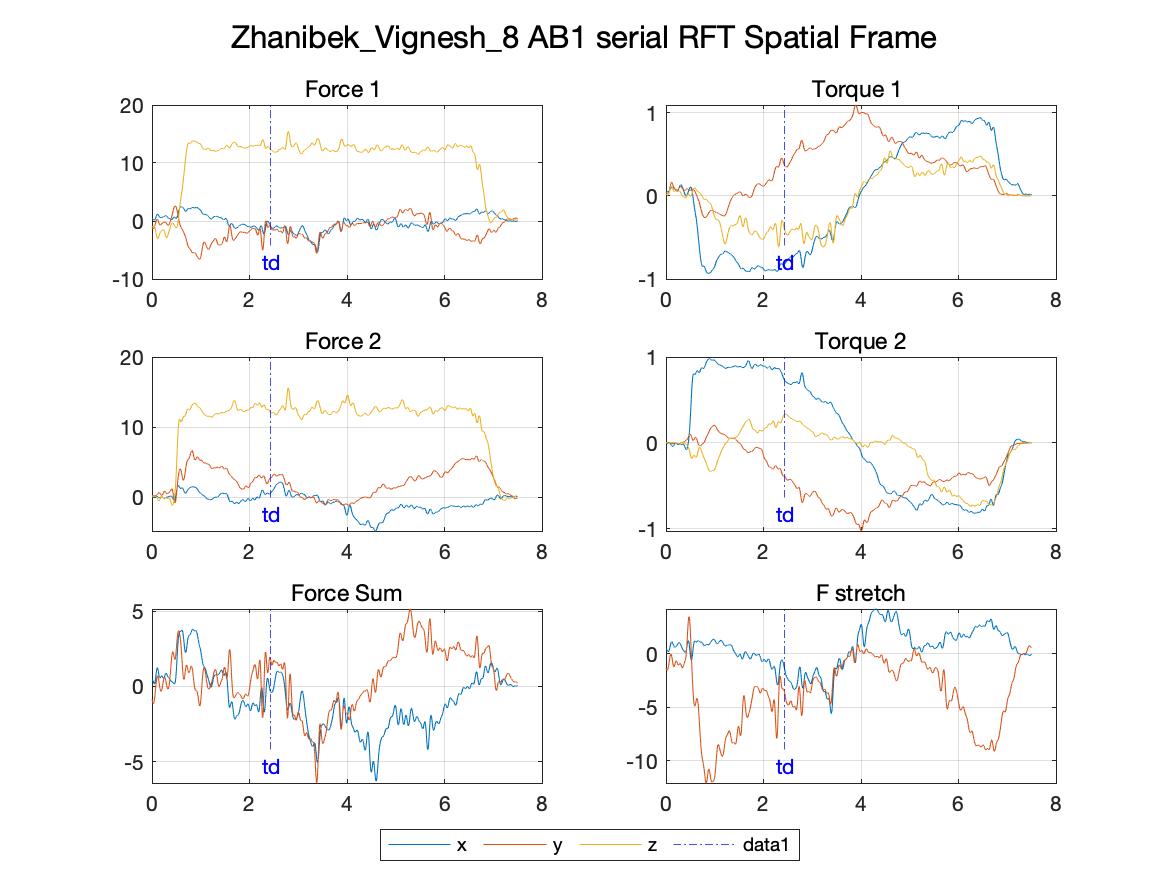 Zhanibek_Vignesh_8 AB1 serial RFT Spatial Frame
Force 1
20
10
0
-10
0 2 4 6 8
td
Torque 1
1
0
-1
0 2 4 6 8
td
Force 2
20
10
0
0 2 4 6 8
td
Torque 2
1
0
-1
0 2 4 6 8
td
Force Sum
5
0
-5
0 2 4 6 8
td
F stretch
0
-5
-10
0 2 4 6 8
td
x y z data1